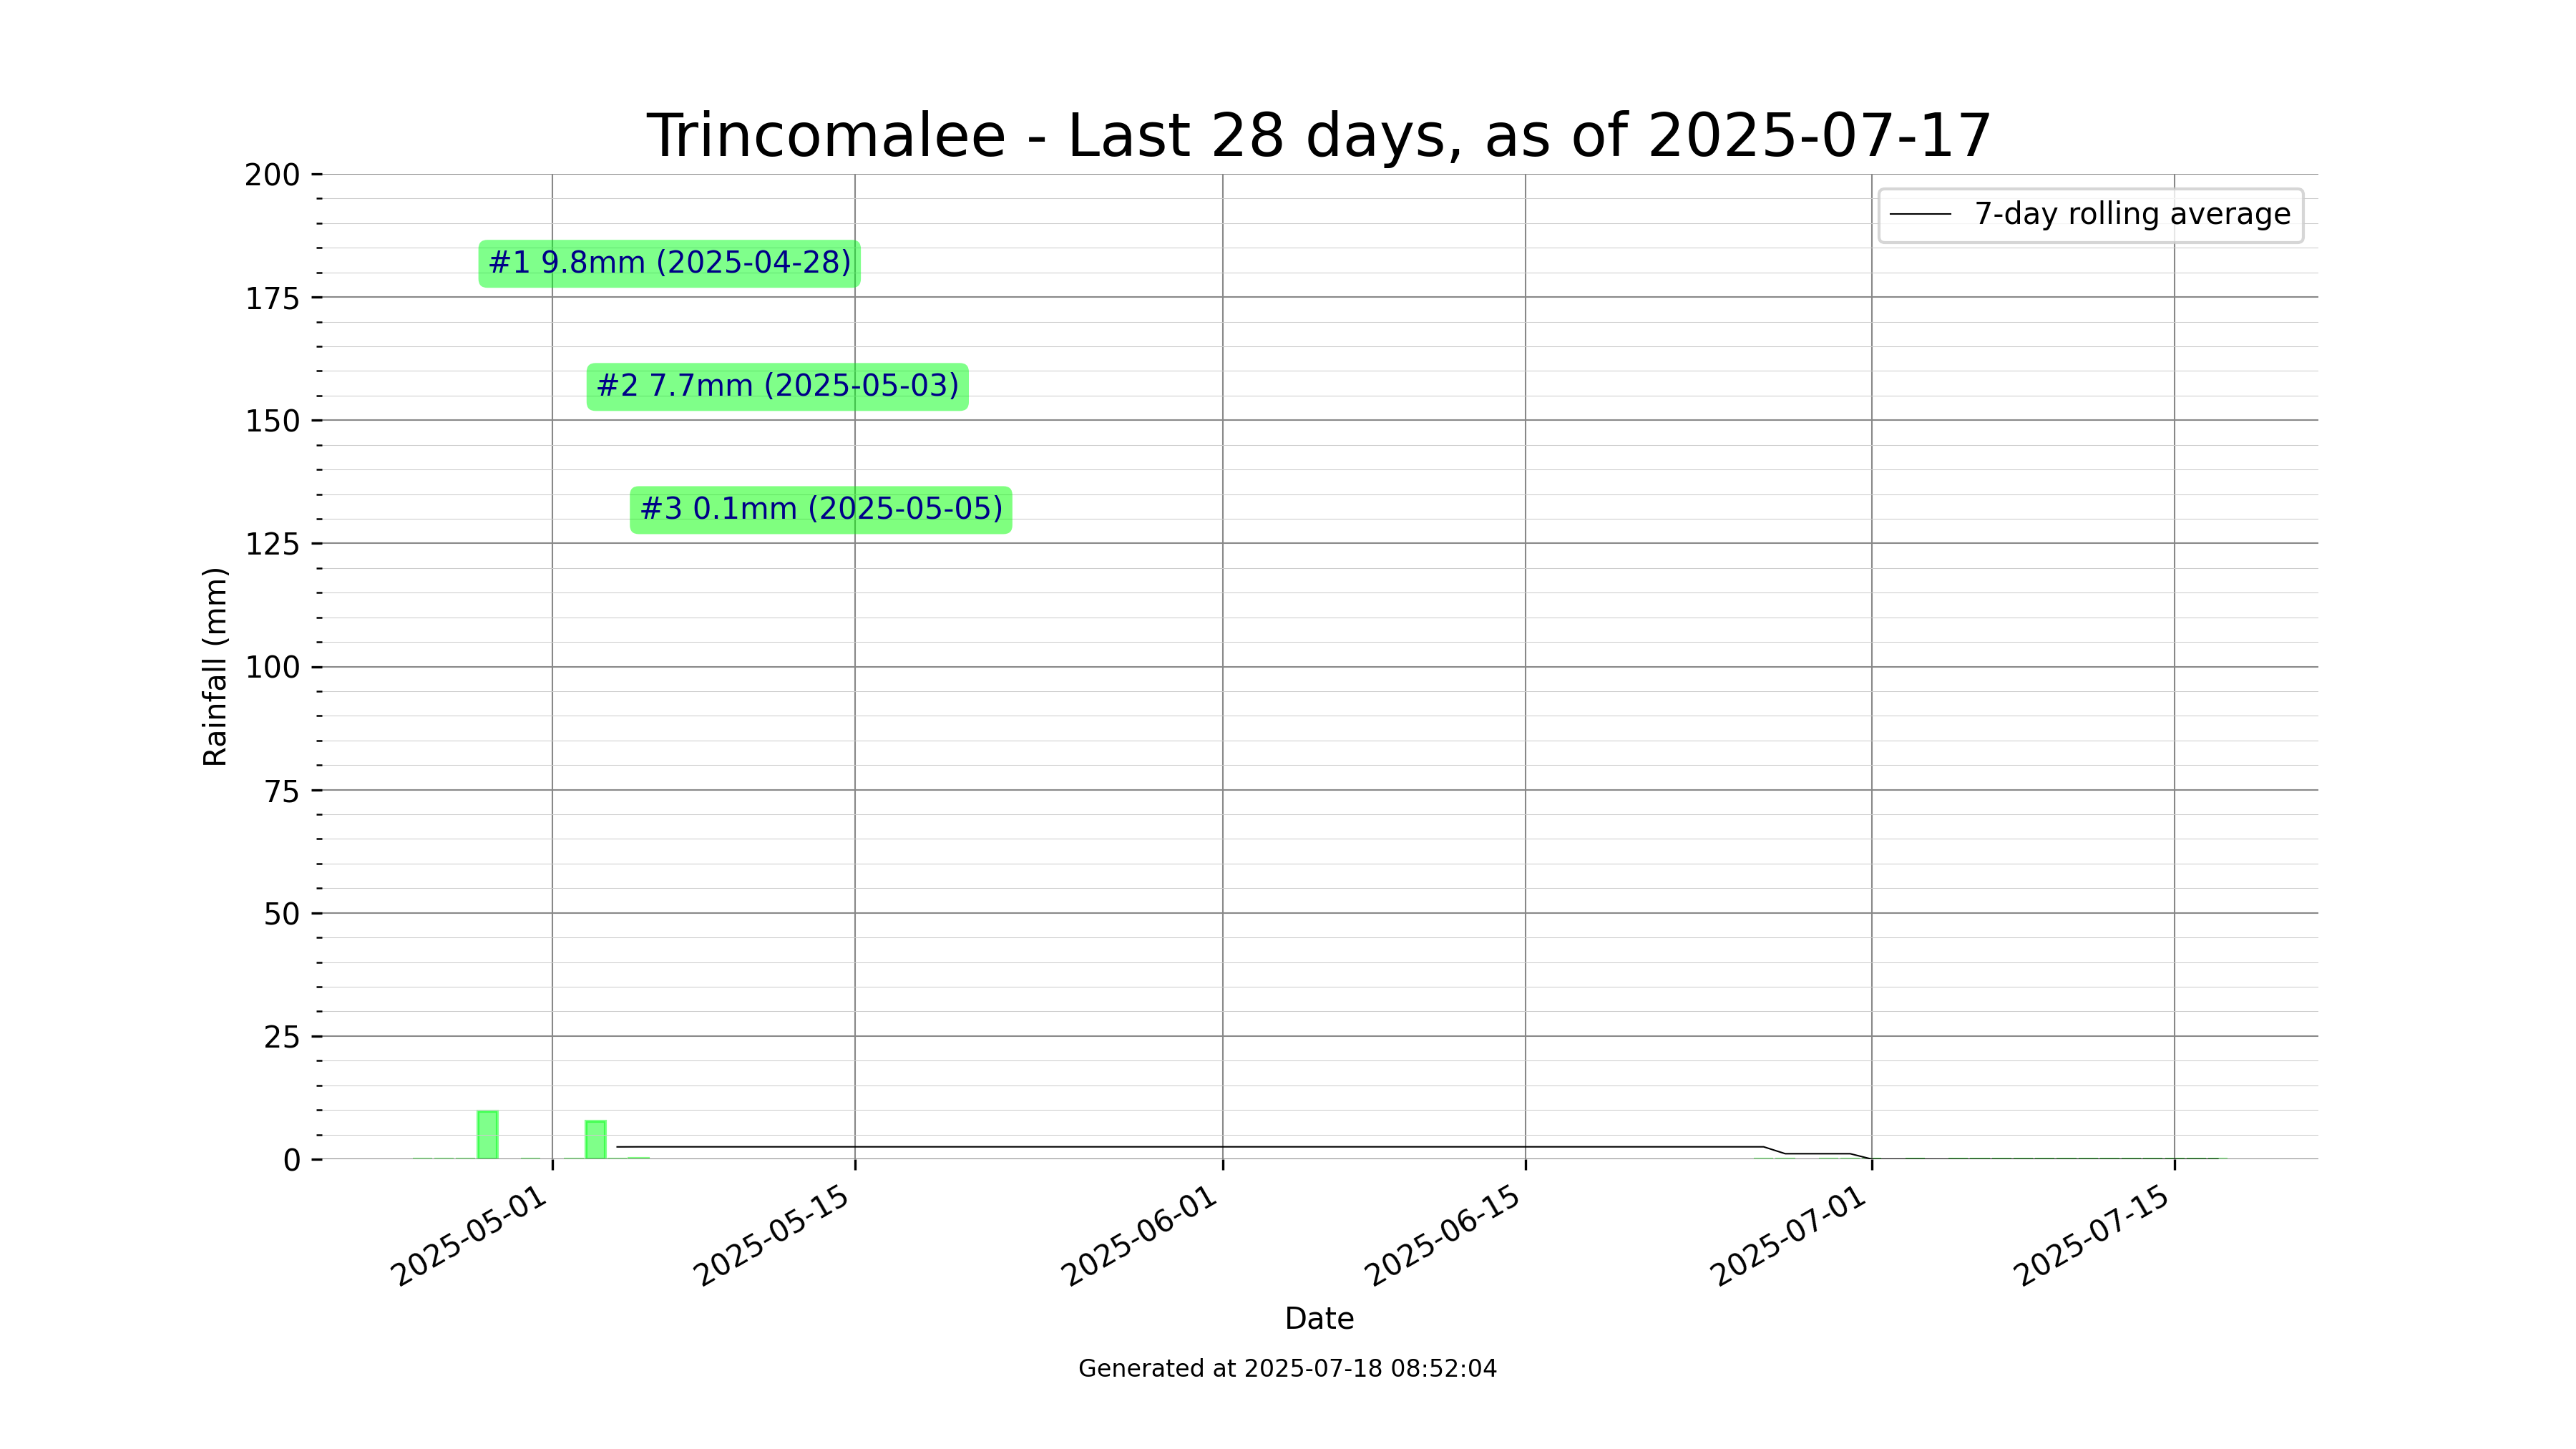 Trincomalee - Last 28 days, as of 2025-07-17
7-day rolling average
#1 9.8mm (2025-04-28)
#2 7.7mm (2025-05-03)
#3 0.1mm (2025-05-05)
Rainfall (mm)
200
175
150
125
100
75
50
25
0
2025-05-01
2025-05-15
2025-06-01
2025-06-15
2025-07-01
2025-07-15
Date
Generated at 2025-07-18 08:52:04